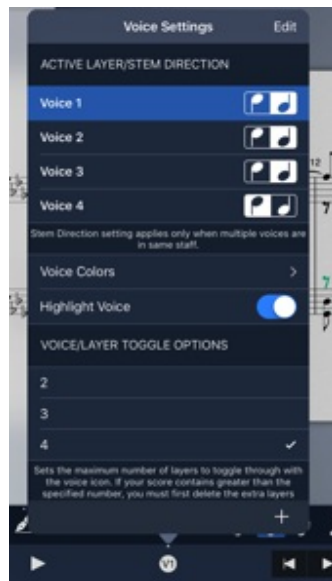 Voice Settings
Edit
ACTIVE LAYER/STEM DIRECTION
Voice 1
Voice 2
Voice 3
Voice 4
Stem Direction setting applies only when multiple voices are
in same staff.
Voice Colors
Highlight Voice
VOICE/LAYER TOGGLE OPTIONS
2
3
4
Sets the maximum number of layers to toggle through with
the voice icon. If your score contains greater than the
specified number, you must first delete the extra layers
+
12
V1